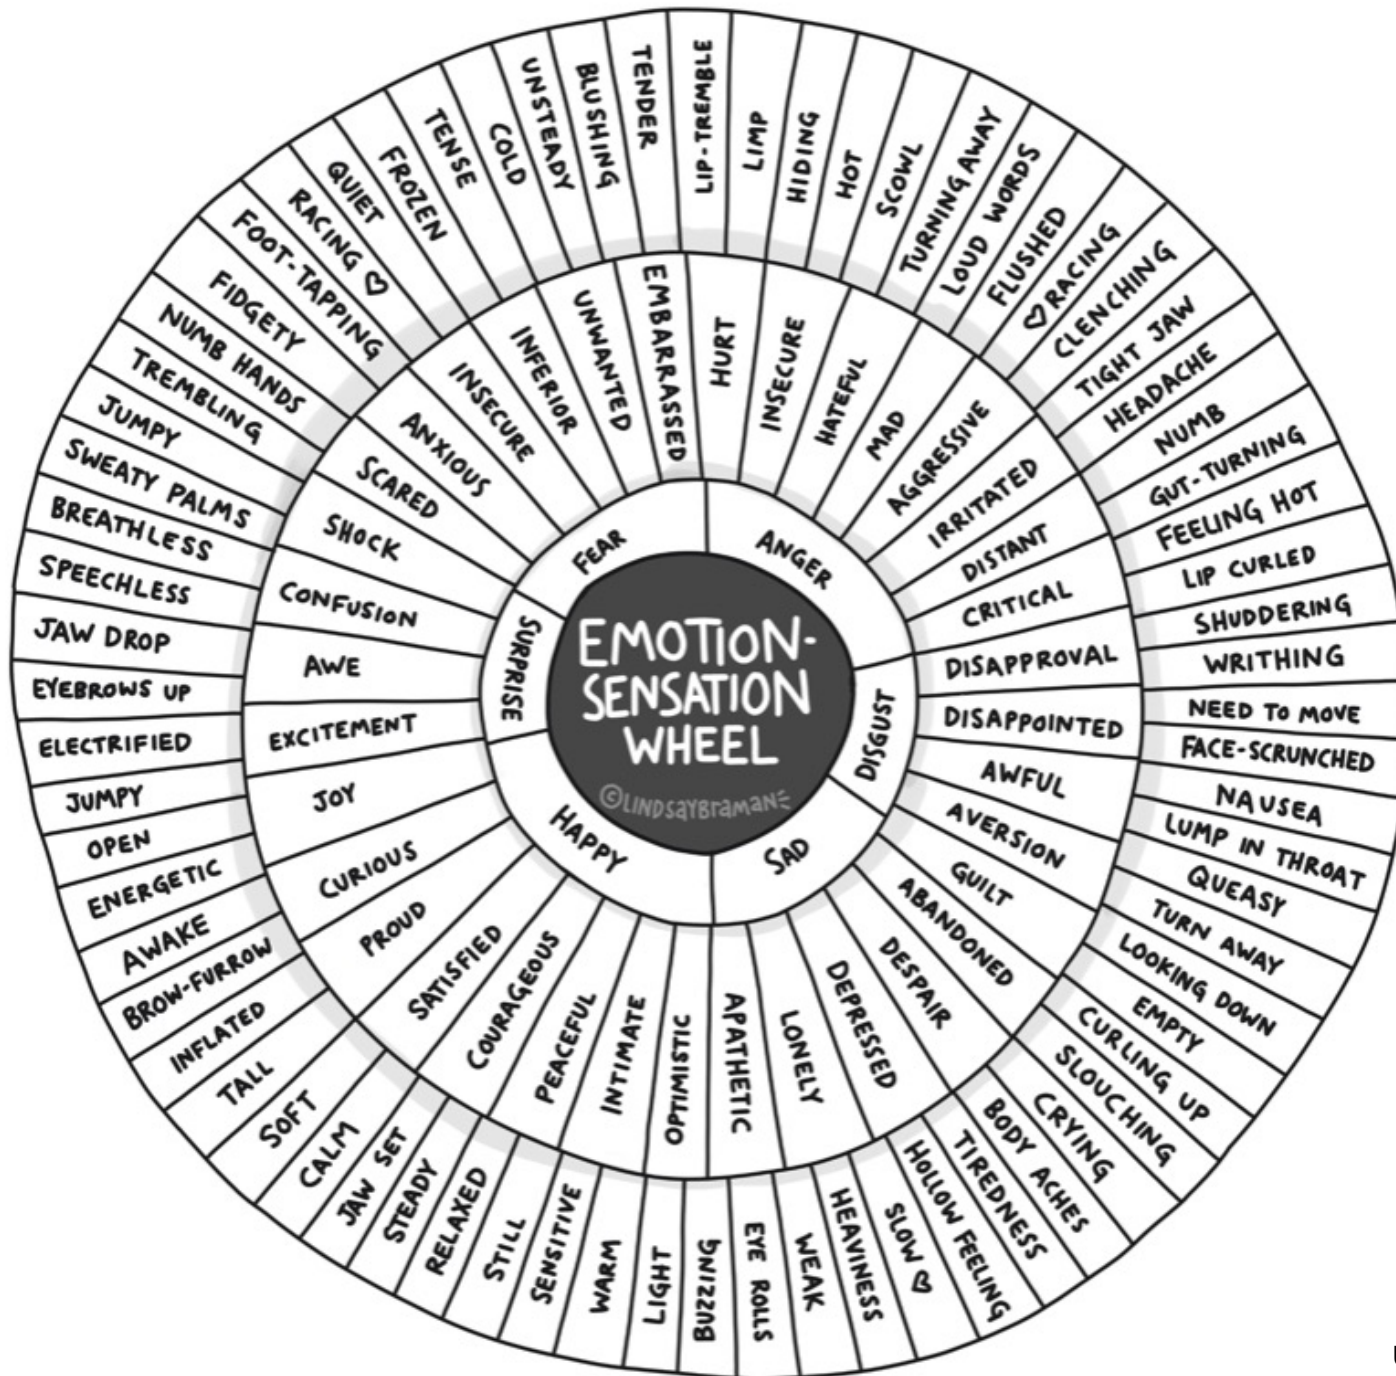 EMOTION-
SENSATION
WHEEL
©LINDSAYBRAMAN
FEAR
ANGER
DISGUST
SAD
HAPPY
SURPRISE
HURT
INSECURE
HATEFUL
MAD
AGGRESSIVE
IRRITATED
DISTANT
CRITICAL
DISAPPROVAL
DISAPPOINTED
AWFUL
AVERSION
GUILT
ABANDONED
DESPAIR
DEPRESSED
LONELY
APATHETIC
OPTIMISTIC
INTIMATE
PEACEFUL
COURAGEOUS
SATISFIED
PROUD
CURIOUS
JOY
EXCITEMENT
AWE
CONFUSION
SHOCK
SCARED
ANXIOUS
INSECURE
INFERIOR
UNWANTED
EMBARRASSED
LIP-TREMBLE
LIMP
HIDING
HOT
SCOWL
TURNING AWAY
LOUD WORDS
FLUSHED
♡ RACING
CLENCHING
TIGHT JAW
HEADACHE
NUMB
GUT-TURNING
FEELING HOT
LIP CURLED
SHUDDERING
WRITHING
NEED TO MOVE
FACE-SCRUNCHED
NAUSEA
LUMP IN THROAT
QUEASY
TURN AWAY
LOOKING DOWN
EMPTY
CURLING UP
SLOUCHING
CRYING
BODY ACHES
TIREDNESS
HOLLOW FEELING
SLOW ♡
HEAVINESS
WEAK
EYE ROLLS
BUZZING
LIGHT
WARM
SENSITIVE
STILL
RELAXED
STEADY
JAW SET
CALM
SOFT
TALL
INFLATED
BROW-FURROW
AWAKE
ENERGETIC
OPEN
JUMPY
ELECTRIFIED
EYEBROWS UP
JAW DROP
SPEECHLESS
BREATHLESS
SWEATY PALMS
JUMPY
TREMBLING
NUMB HANDS
FIDGETY
FOOT-TAPPING
RACING ♡
QUIET
FROZEN
TENSE
COLD
UNSTEADY
BLUSHING
TENDER